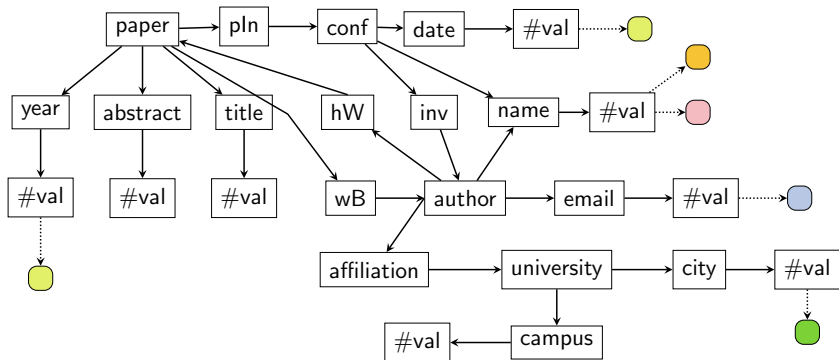 paper
pIn
conf
date
#val
year
abstract
title
hW
inv
name
#val
#val
#val
#val
wB
author
email
#val
affiliation
university
city
#val
#val
campus